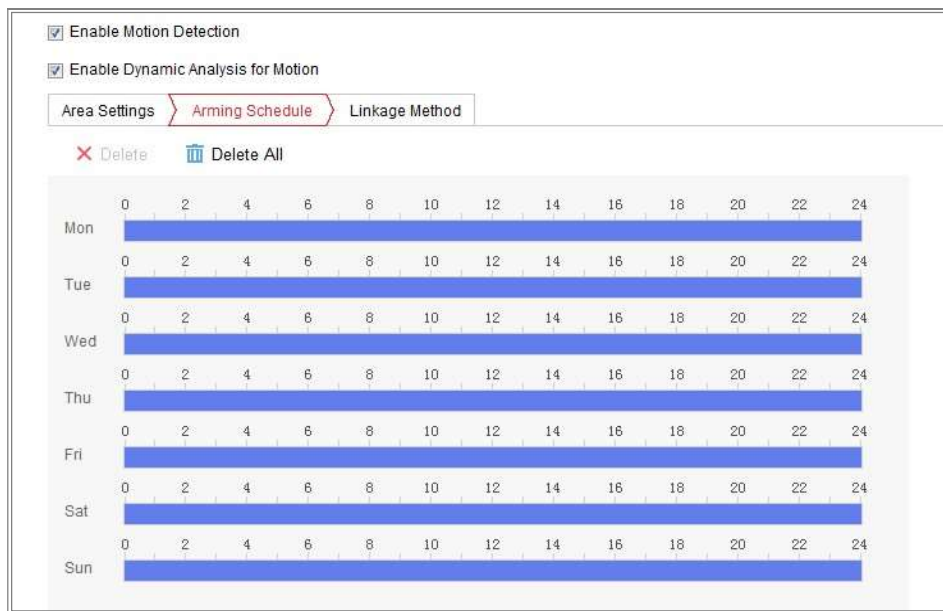 Enable Motion Detection
Enable Dynamic Analysis for Motion
Area Settings Arming Schedule Linkage Method
Delete Delete All
0 2 4 6 8 10 12 14 16 18 20 22 24
Mon
0 2 4 6 8 10 12 14 16 18 20 22 24
Tue
0 2 4 6 8 10 12 14 16 18 20 22 24
Wed
0 2 4 6 8 10 12 14 16 18 20 22 24
Thu
0 2 4 6 8 10 12 14 16 18 20 22 24
Fri
0 2 4 6 8 10 12 14 16 18 20 22 24
Sat
0 2 4 6 8 10 12 14 16 18 20 22 24
Sun